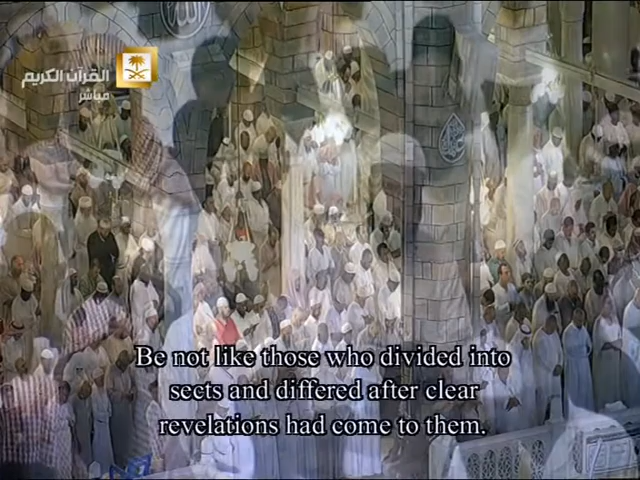 القرآن الكريم
مباشر
Be not like those who divided into
sects and differed after clear
revelations had come to them.